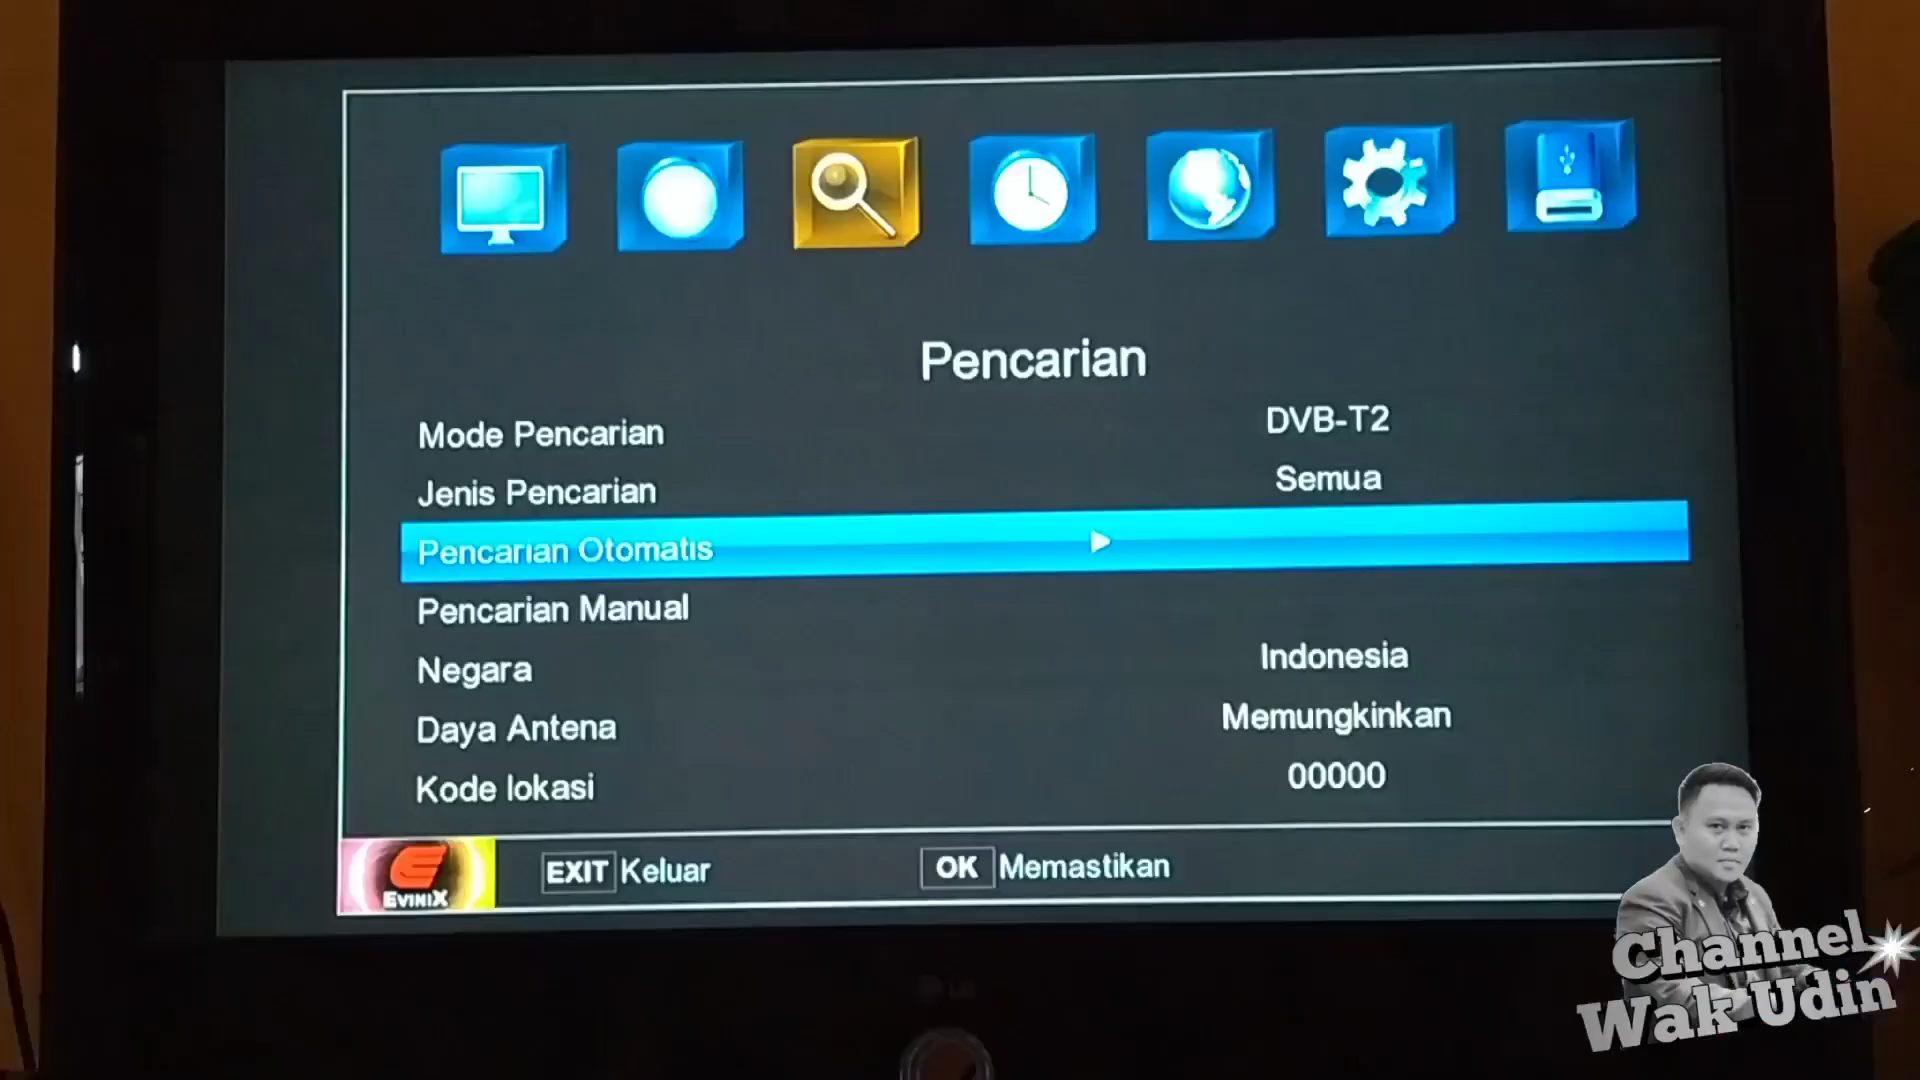 Pencarian
Mode Pencarian DVB-T2
Jenis Pencarian Semua
Pencarian Otomatis
Pencarian Manual
Negara Indonesia
Daya Antena Memungkinkan
Kode lokasi 00000
EVINIX EXIT Keluar OK Memastikan
Channel
Wak Udin